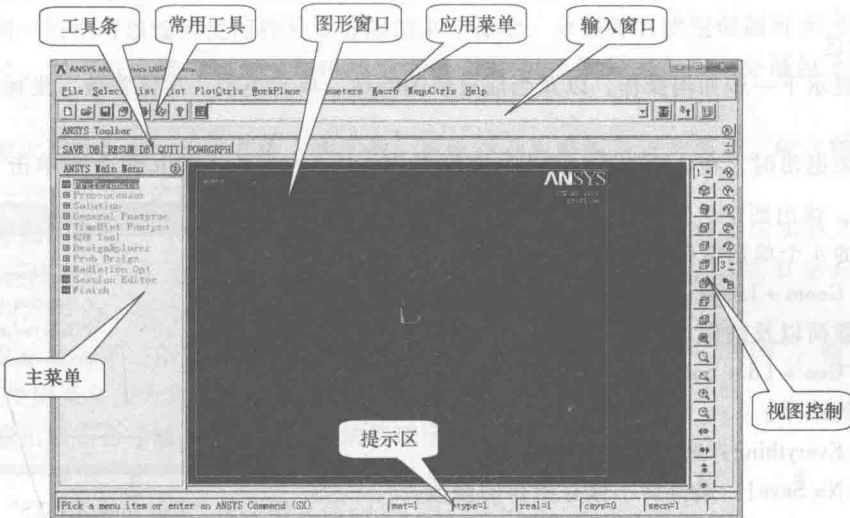 工具条 常用工具 图形窗口 应用菜单 输入窗口
File Select List Plot PlotCtrls WorkPlane Parameters Macro MenuCtrls Help
ANSYS Toolbar
SAVE_DB RESUM_DB QUIT POWRGRPH
ANSYS Main Menu
ANSYS
Preferences
Preprocessor
Solution
General Postproc
TimeHist Postpro
ROM Tool
DesignXplorer
Prob Design
Radiation Opt
Session Editor
Finish
1
3
主菜单
视图控制
提示区
Pick a menu item or enter an ANSYS Command (SX) mat=1 type=1 real=1 csys=0 secn=1